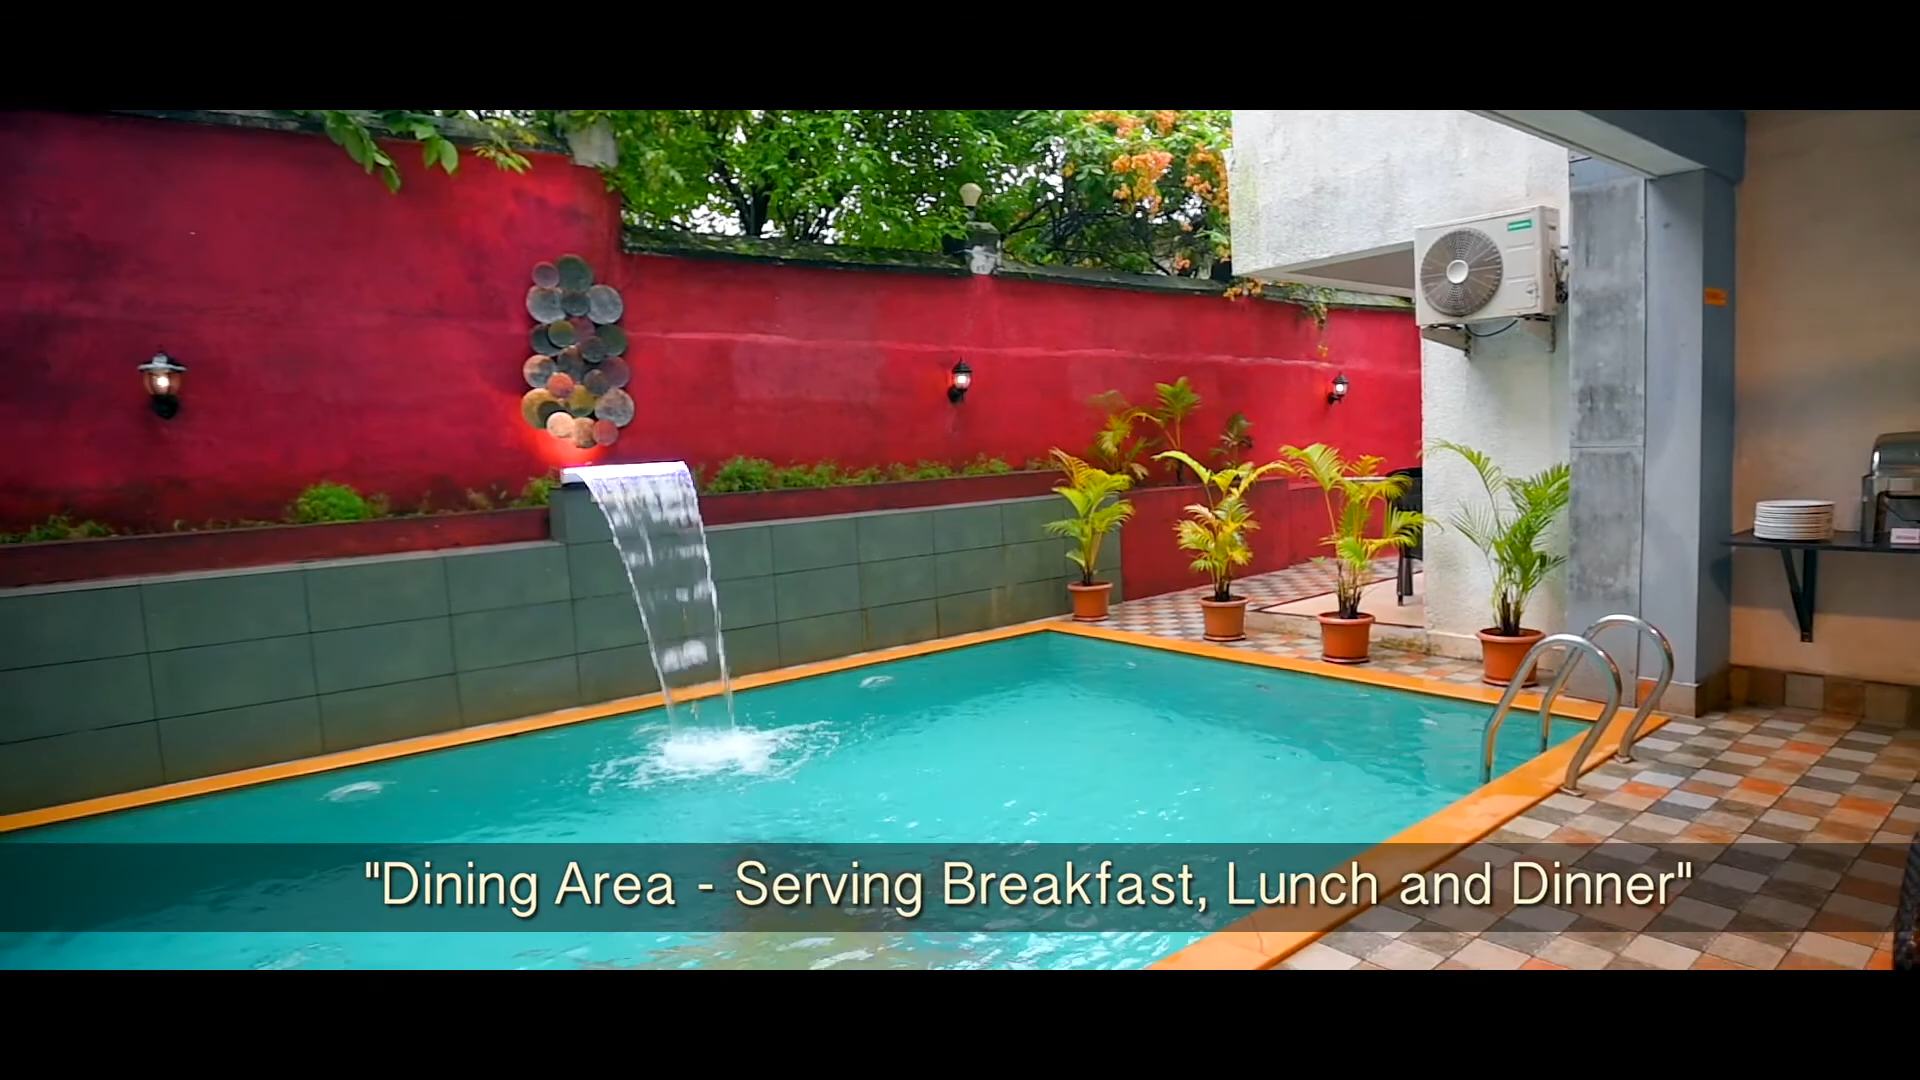 "Dining Area - Serving Breakfast, Lunch and Dinner"